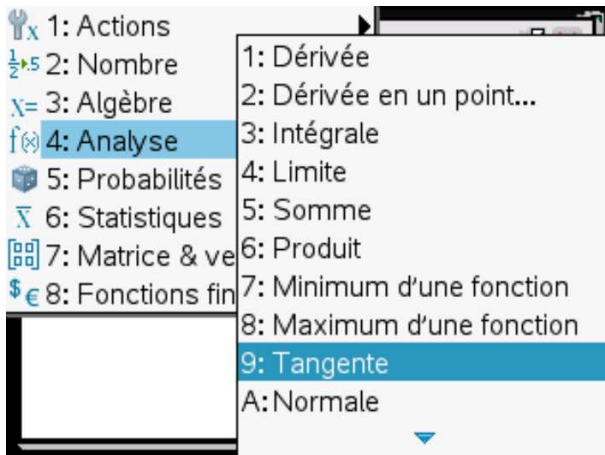 1: Actions
2: Nombre
3: Algèbre
4: Analyse
5: Probabilités
6: Statistiques
7: Matrice & ve
8: Fonctions fin
1: Dérivée
2: Dérivée en un point...
3: Intégrale
4: Limite
5: Somme
6: Produit
7: Minimum d'une fonction
8: Maximum d'une fonction
9: Tangente
A: Normale